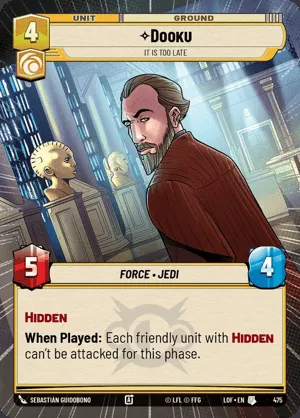 UNIT
GROUND
4
✧Dooku
IT IS TOO LATE
5
4
FORCE • JEDI
HIDDEN
When Played: Each friendly unit with HIDDEN
can't be attacked for this phase.
SEBASTIÁN GUIDOBONO
© LFL © FFG
LOF • EN
475